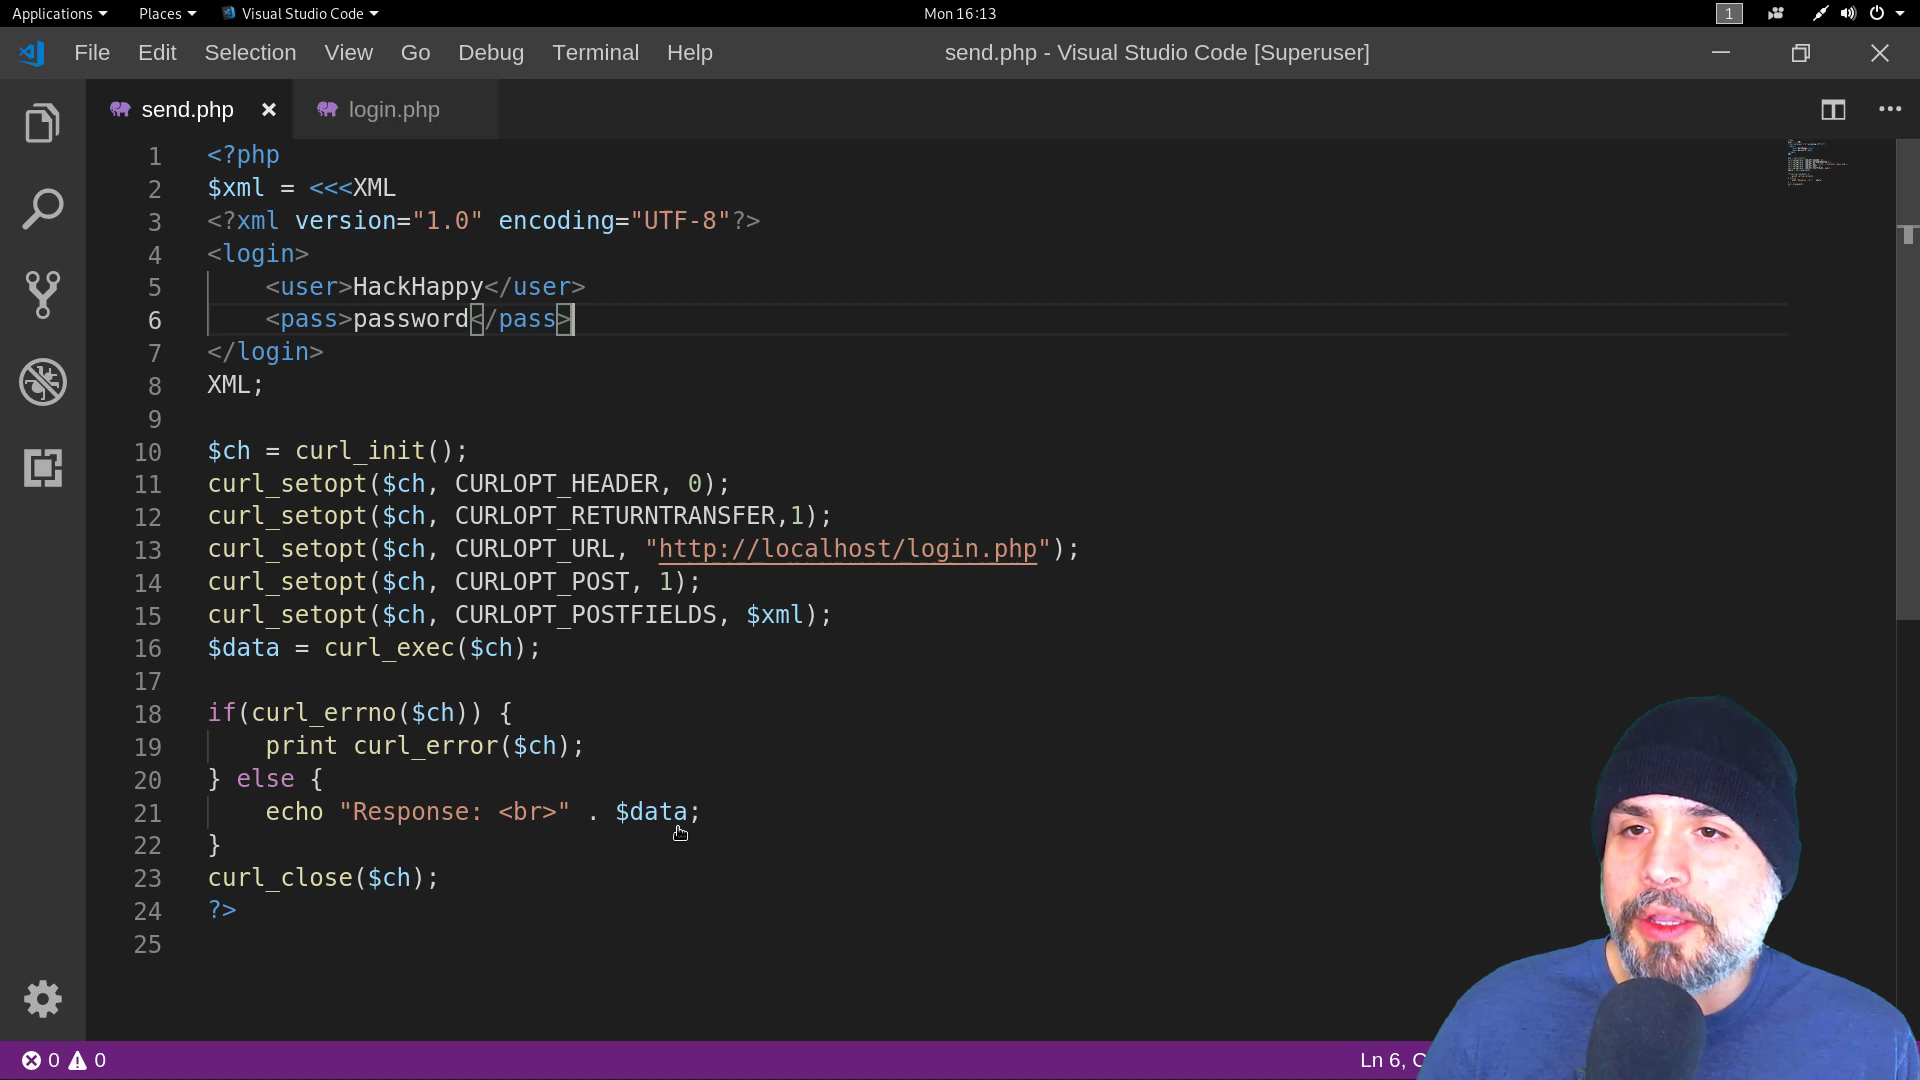 Applications Places Visual Studio Code Mon 16:13 1
File Edit Selection View Go Debug Terminal Help send.php - Visual Studio Code [Superuser]
send.php login.php
1 <?php
2 $xml = <<<XML
3 <?xml version="1.0" encoding="UTF-8"?>
4 <login>
5     <user>HackHappy</user>
6     <pass>password</pass>
7 </login>
8 XML;
9
10 $ch = curl_init();
11 curl_setopt($ch, CURLOPT_HEADER, 0);
12 curl_setopt($ch, CURLOPT_RETURNTRANSFER,1);
13 curl_setopt($ch, CURLOPT_URL, "http://localhost/login.php");
14 curl_setopt($ch, CURLOPT_POST, 1);
15 curl_setopt($ch, CURLOPT_POSTFIELDS, $xml);
16 $data = curl_exec($ch);
17
18 if(curl_errno($ch)) {
19     print curl_error($ch);
20 } else {
21     echo "Response: <br>" . $data;
22 }
23 curl_close($ch);
24 ?>
25
0 0 Ln 6,